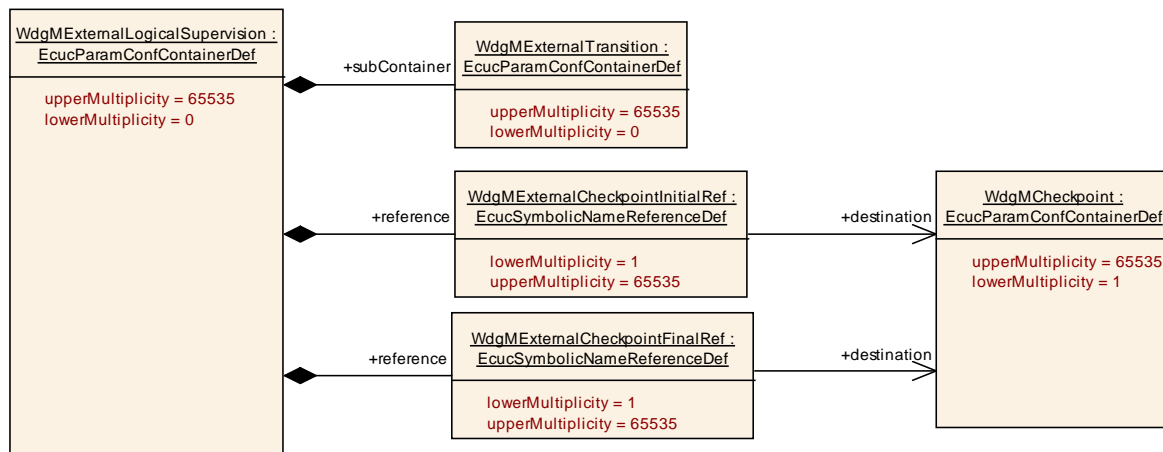 WdgMExternalLogicalSupervision :
EcucParamConfContainerDef
upperMultiplicity = 65535
lowerMultiplicity = 0
+subContainer
WdgMExternalTransition :
EcucParamConfContainerDef
upperMultiplicity = 65535
lowerMultiplicity = 0
+reference
WdgMExternalCheckpointInitialRef :
EcucSymbolicNameReferenceDef
lowerMultiplicity = 1
upperMultiplicity = 65535
+destination
WdgMCheckpoint :
EcucParamConfContainerDef
upperMultiplicity = 65535
lowerMultiplicity = 1
+reference
WdgMExternalCheckpointFinalRef :
EcucSymbolicNameReferenceDef
lowerMultiplicity = 1
upperMultiplicity = 65535
+destination